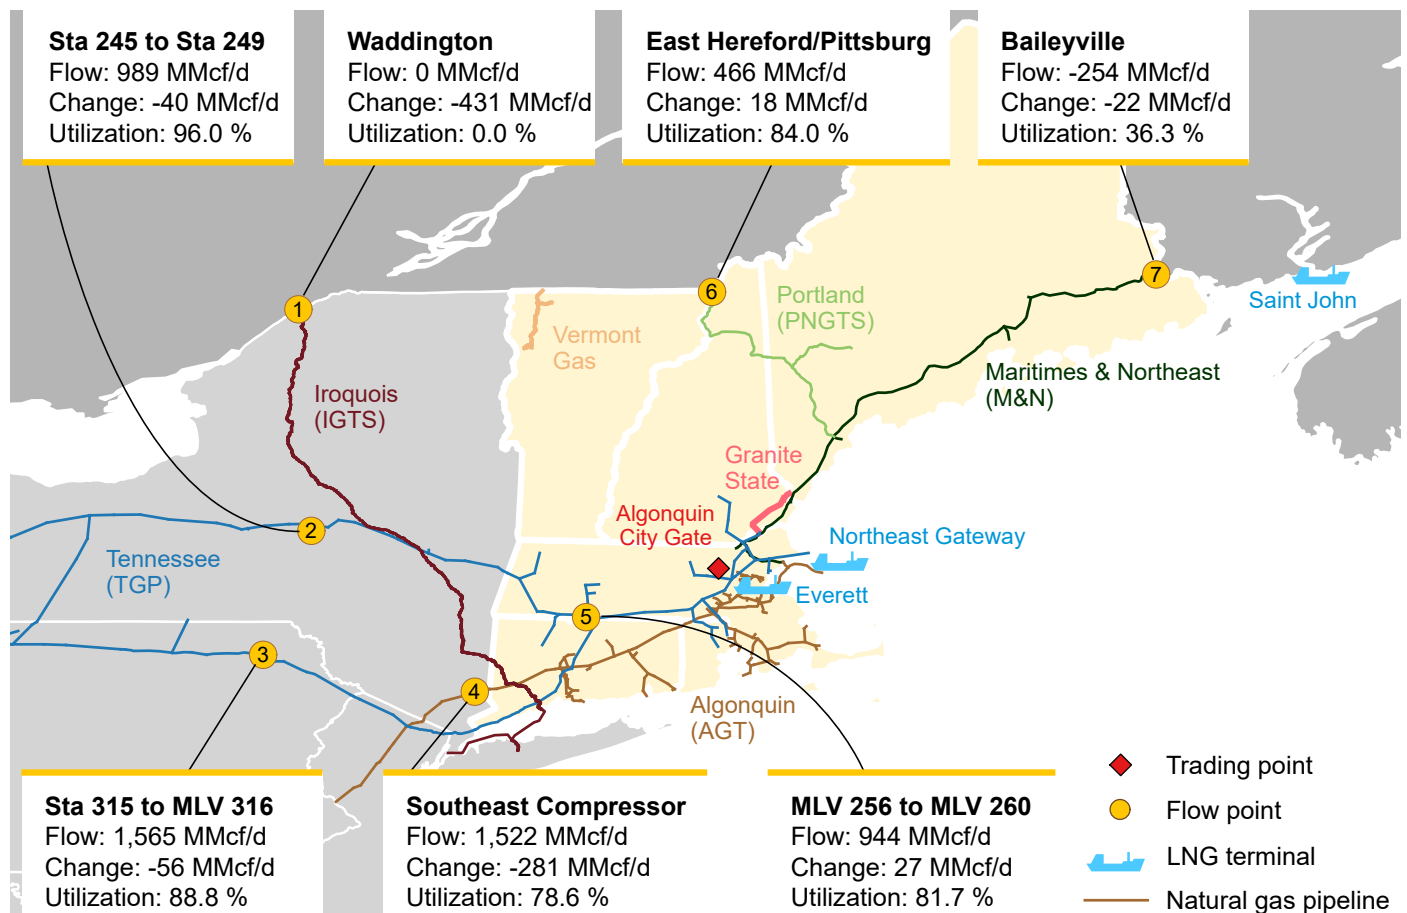 Sta 245 to Sta 249
Flow: 989 MMcf/d
Change: -40 MMcf/d
Utilization: 96.0 %
Waddington
Flow: 0 MMcf/d
Change: -431 MMcf/d
Utilization: 0.0 %
East Hereford/Pittsburg
Flow: 466 MMcf/d
Change: 18 MMcf/d
Utilization: 84.0 %
Baileyville
Flow: -254 MMcf/d
Change: -22 MMcf/d
Utilization: 36.3 %
1
6
7
Portland
(PNGTS)
Saint John
Vermont
Gas
Maritimes & Northeast
(M&N)
Iroquois
(IGTS)
Granite
State
Algonquin
City Gate
2
Northeast Gateway
Tennessee
(TGP)
Everett
5
3
4
Algonquin
(AGT)
Sta 315 to MLV 316
Flow: 1,565 MMcf/d
Change: -56 MMcf/d
Utilization: 88.8 %
Southeast Compressor
Flow: 1,522 MMcf/d
Change: -281 MMcf/d
Utilization: 78.6 %
MLV 256 to MLV 260
Flow: 944 MMcf/d
Change: 27 MMcf/d
Utilization: 81.7 %
Trading point
Flow point
LNG terminal
Natural gas pipeline